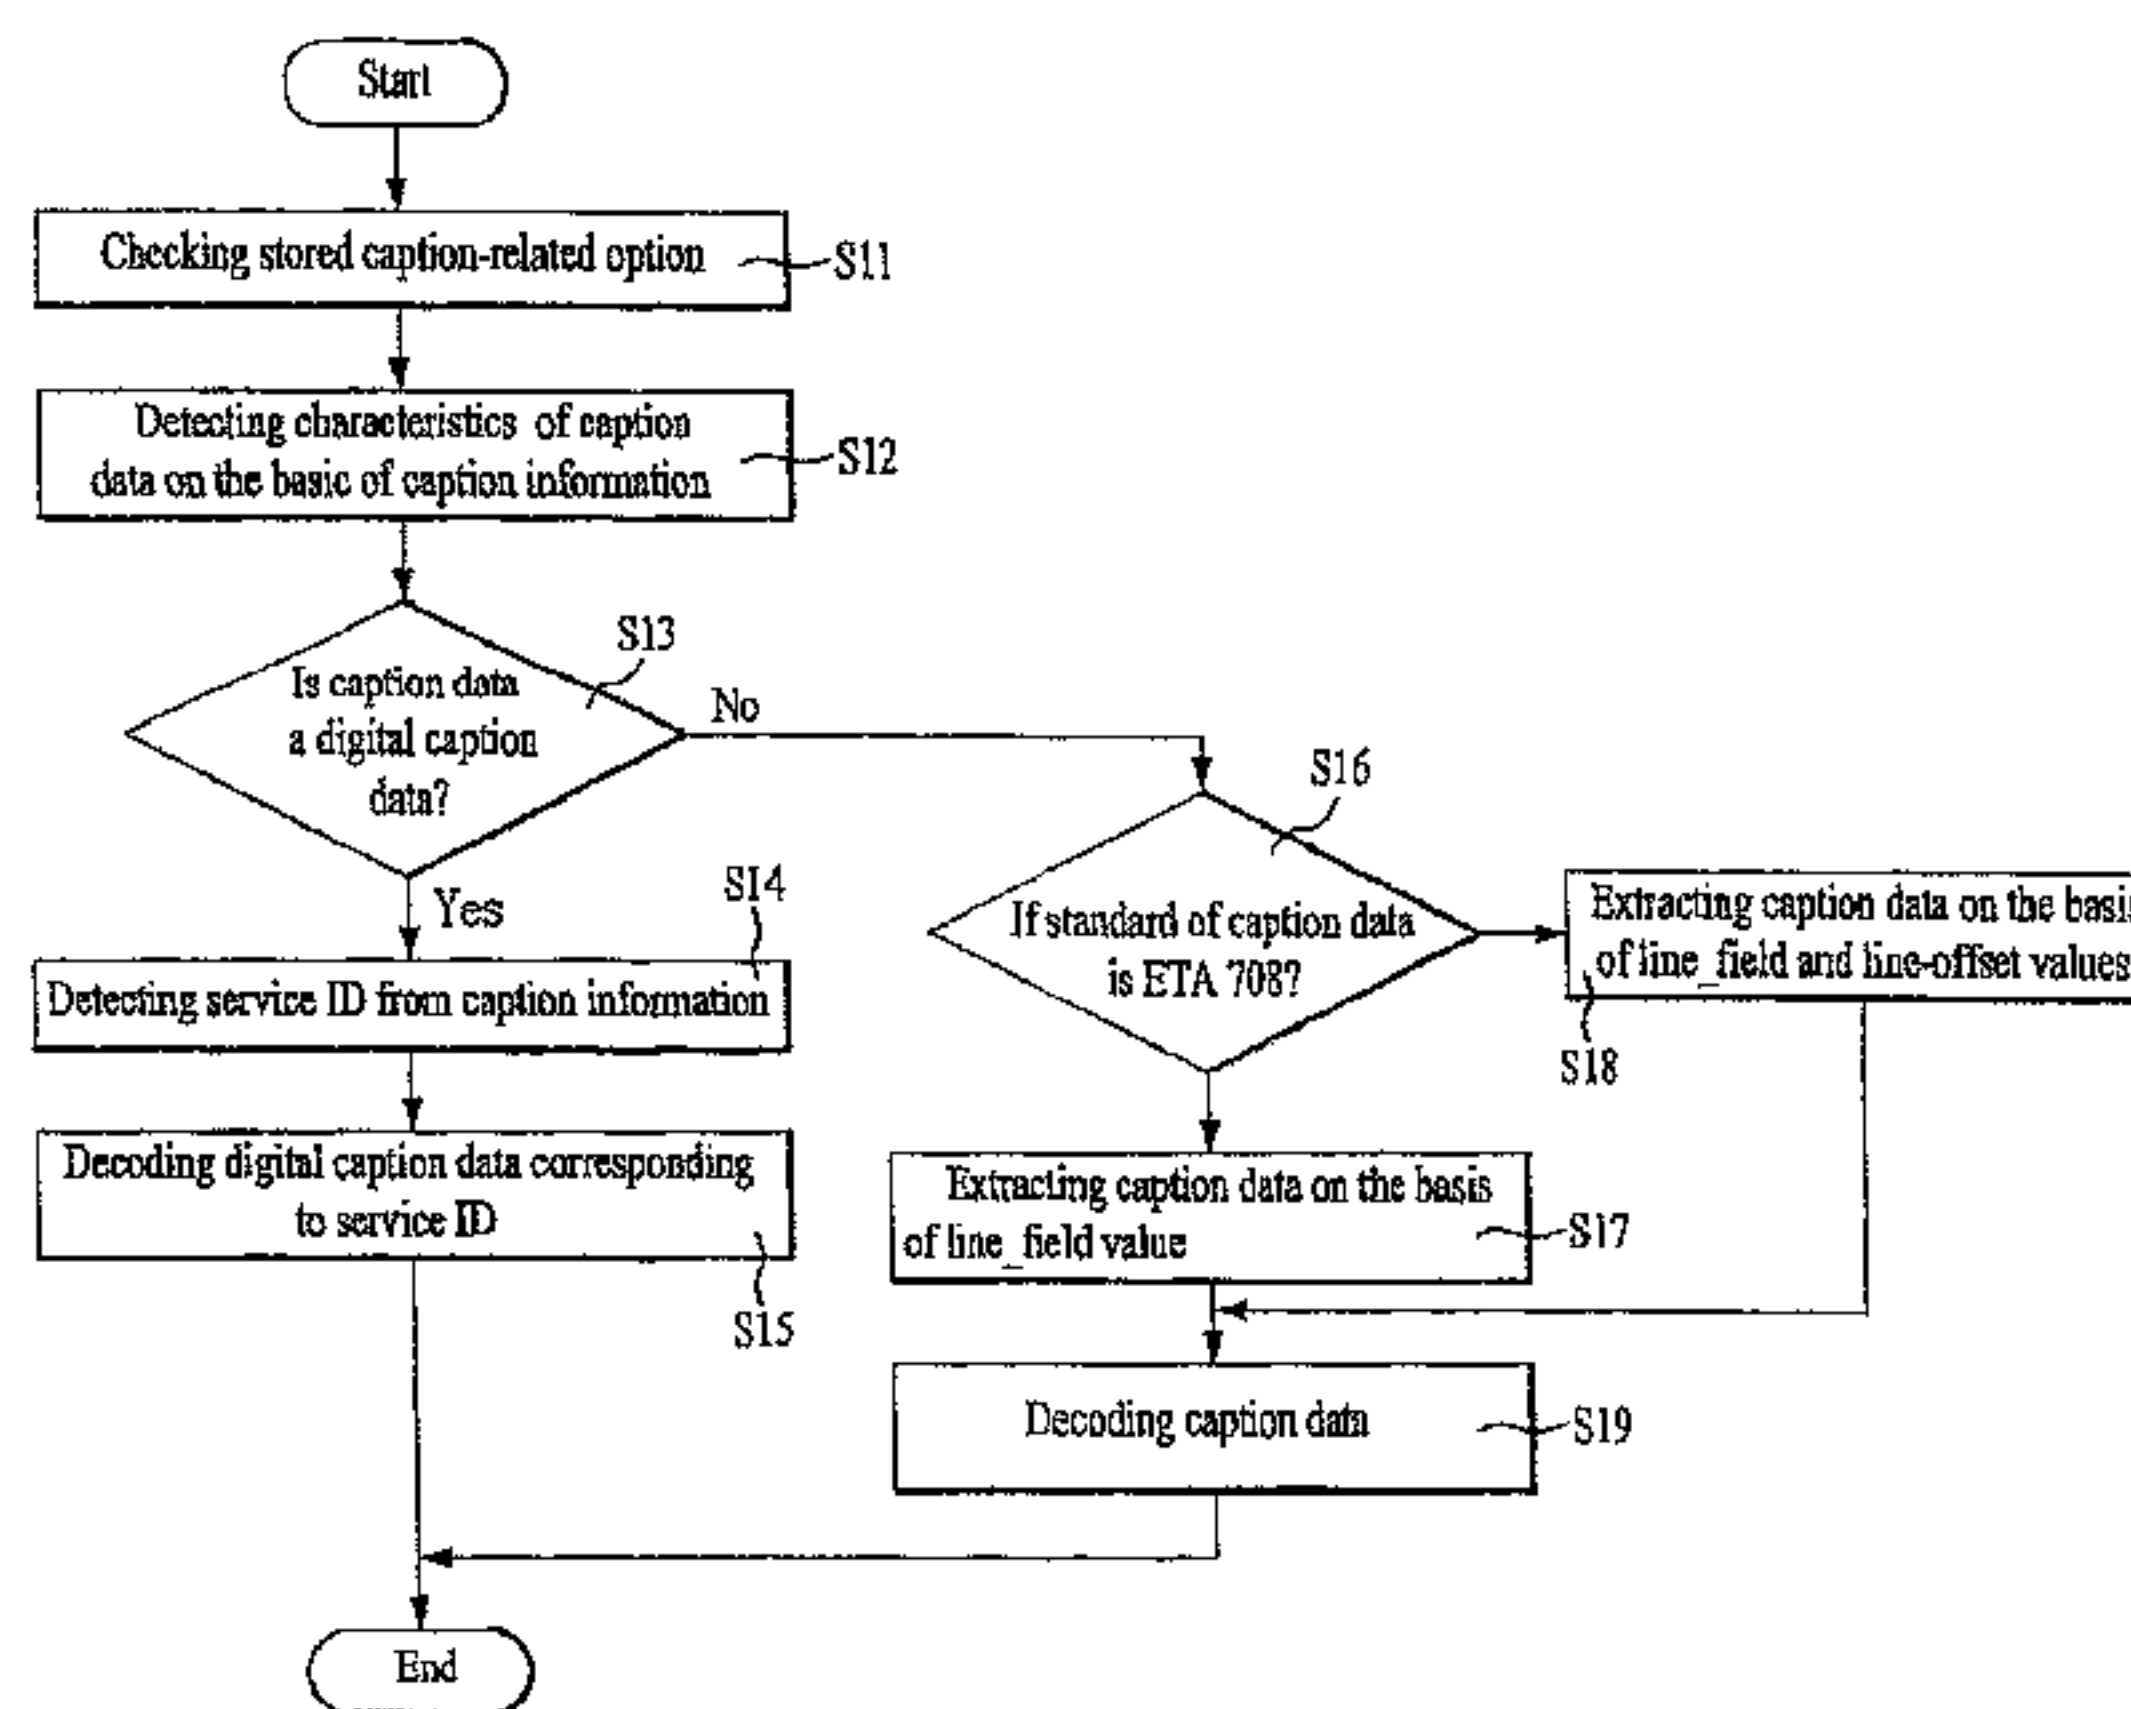 Start
Checking stored caption-related option
S11
Detecting characteristics of caption
data on the basic of caption information
S12
S13
Is caption data
a digital caption
data?
No
Yes
S14
Detecting service ID from caption information
Decoding digital caption data corresponding
to service ID
S15
S16
If standard of caption data
is ETA 708?
Extracting caption data on the basis
of line_field and line-offset values
S18
Extracting caption data on the basis
of line_field value
S17
Decoding caption data
S19
End